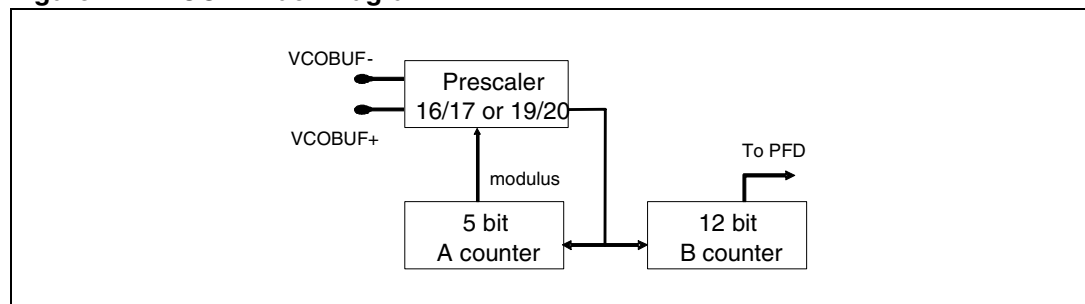 VCOBUF-
Prescaler
16/17 or 19/20
VCOBUF+
To PFD
modulus
5 bit
A counter
12 bit
B counter